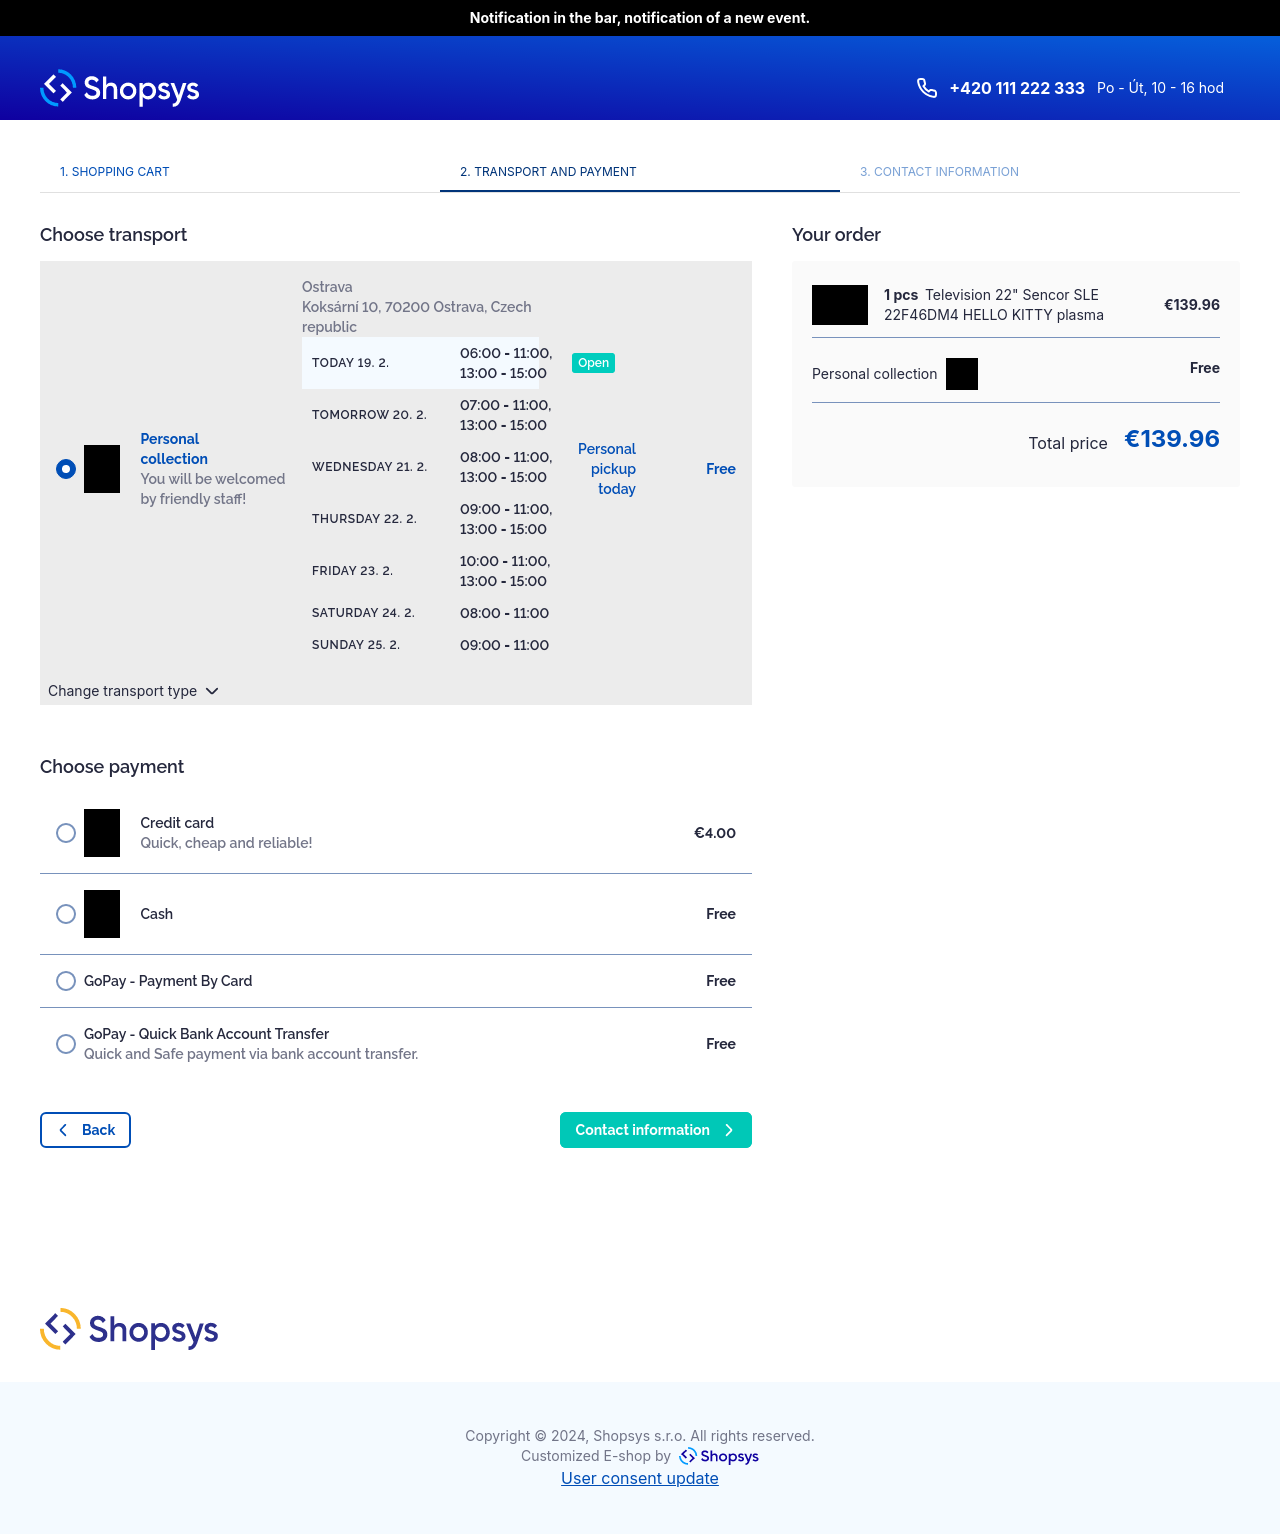 Notification in the bar, notification of a new event.
Shopsys
+420 111 222 333 Po - Út, 10 - 16 hod
1. SHOPPING CART
2. TRANSPORT AND PAYMENT
3. CONTACT INFORMATION
Choose transport
Personal
collection
You will be welcomed
by friendly staff!
Ostrava
Koksární 10, 70200 Ostrava, Czech
republic
TODAY 19. 2.
06:00 - 11:00,
13:00 - 15:00
Open
TOMORROW 20. 2.
07:00 - 11:00,
13:00 - 15:00
WEDNESDAY 21. 2.
08:00 - 11:00,
13:00 - 15:00
THURSDAY 22. 2.
09:00 - 11:00,
13:00 - 15:00
FRIDAY 23. 2.
10:00 - 11:00,
13:00 - 15:00
SATURDAY 24. 2.
08:00 - 11:00
SUNDAY 25. 2.
09:00 - 11:00
Personal
pickup
today
Free
Change transport type
Your order
1 pcs Television 22" Sencor SLE
22F46DM4 HELLO KITTY plasma
€139.96
Personal collection
Free
Total price €139.96
Choose payment
Credit card
Quick, cheap and reliable!
€4.00
Cash
Free
GoPay - Payment By Card
Free
GoPay - Quick Bank Account Transfer
Quick and Safe payment via bank account transfer.
Free
Back
Contact information
Shopsys
Copyright © 2024, Shopsys s.r.o. All rights reserved.
Customized E-shop by Shopsys
User consent update